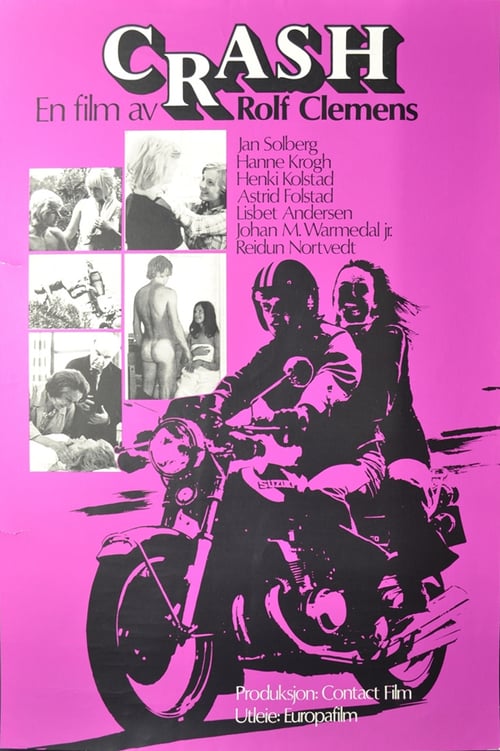 CRASH
En film av Rolf Clemens
Jan Solberg
Hanne Krogh
Henki Kolstad
Astrid Folstad
Lisbet Andersen
Johan M. Warmedal jr.
Reidun Nortvedt
SUZUKI
Produksjon: Contact Film
Utleie: Europafilm